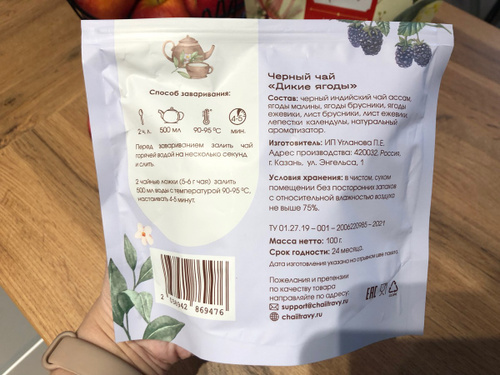 Способ заваривания:
2 ч. л.
500 мл
90-95 °C
4-5
мин.
Перед завариванием залить чай
горячей водой на несколько секунд
и слить.
2 чайные ложки (5-6 г чая) залить
500 мл воды с температурой 90-95 °C,
настаивать 4-5 минут.
869476
Черный чай
«Дикие ягоды»
Состав: черный индийский чай ассам,
ягоды малины, ягоды брусники, ягоды
ежевики, лист брусники, лист ежевики,
лепестки календулы, натуральный
ароматизатор.
Изготовитель: ИП Угланова П.Е.
Адрес производства: 420032, Россия,
г. Казань, ул. Энгельса, 1
Условия хранения: в чистом, сухом
помещении без посторонних запахов
с относительной влажностью воздуха
не выше 75%.
ТУ 01.27.19 – 001 – 2006220985 – 2021
Масса нетто: 100 г.
Срок годности: 24 месяца.
Дата изготовления указана на отрывном шве
Пожелания и претензии
по качеству товара
направляйте по адресу:
support@chaiitravy.ru
chaiitravy.ru
EAC